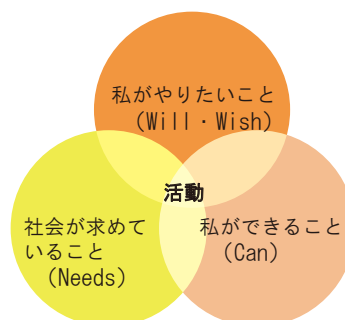 私がやりたいこと
(Will・Wish)
活動
社会が求めて
いること
(Needs)
私ができること
(Can)